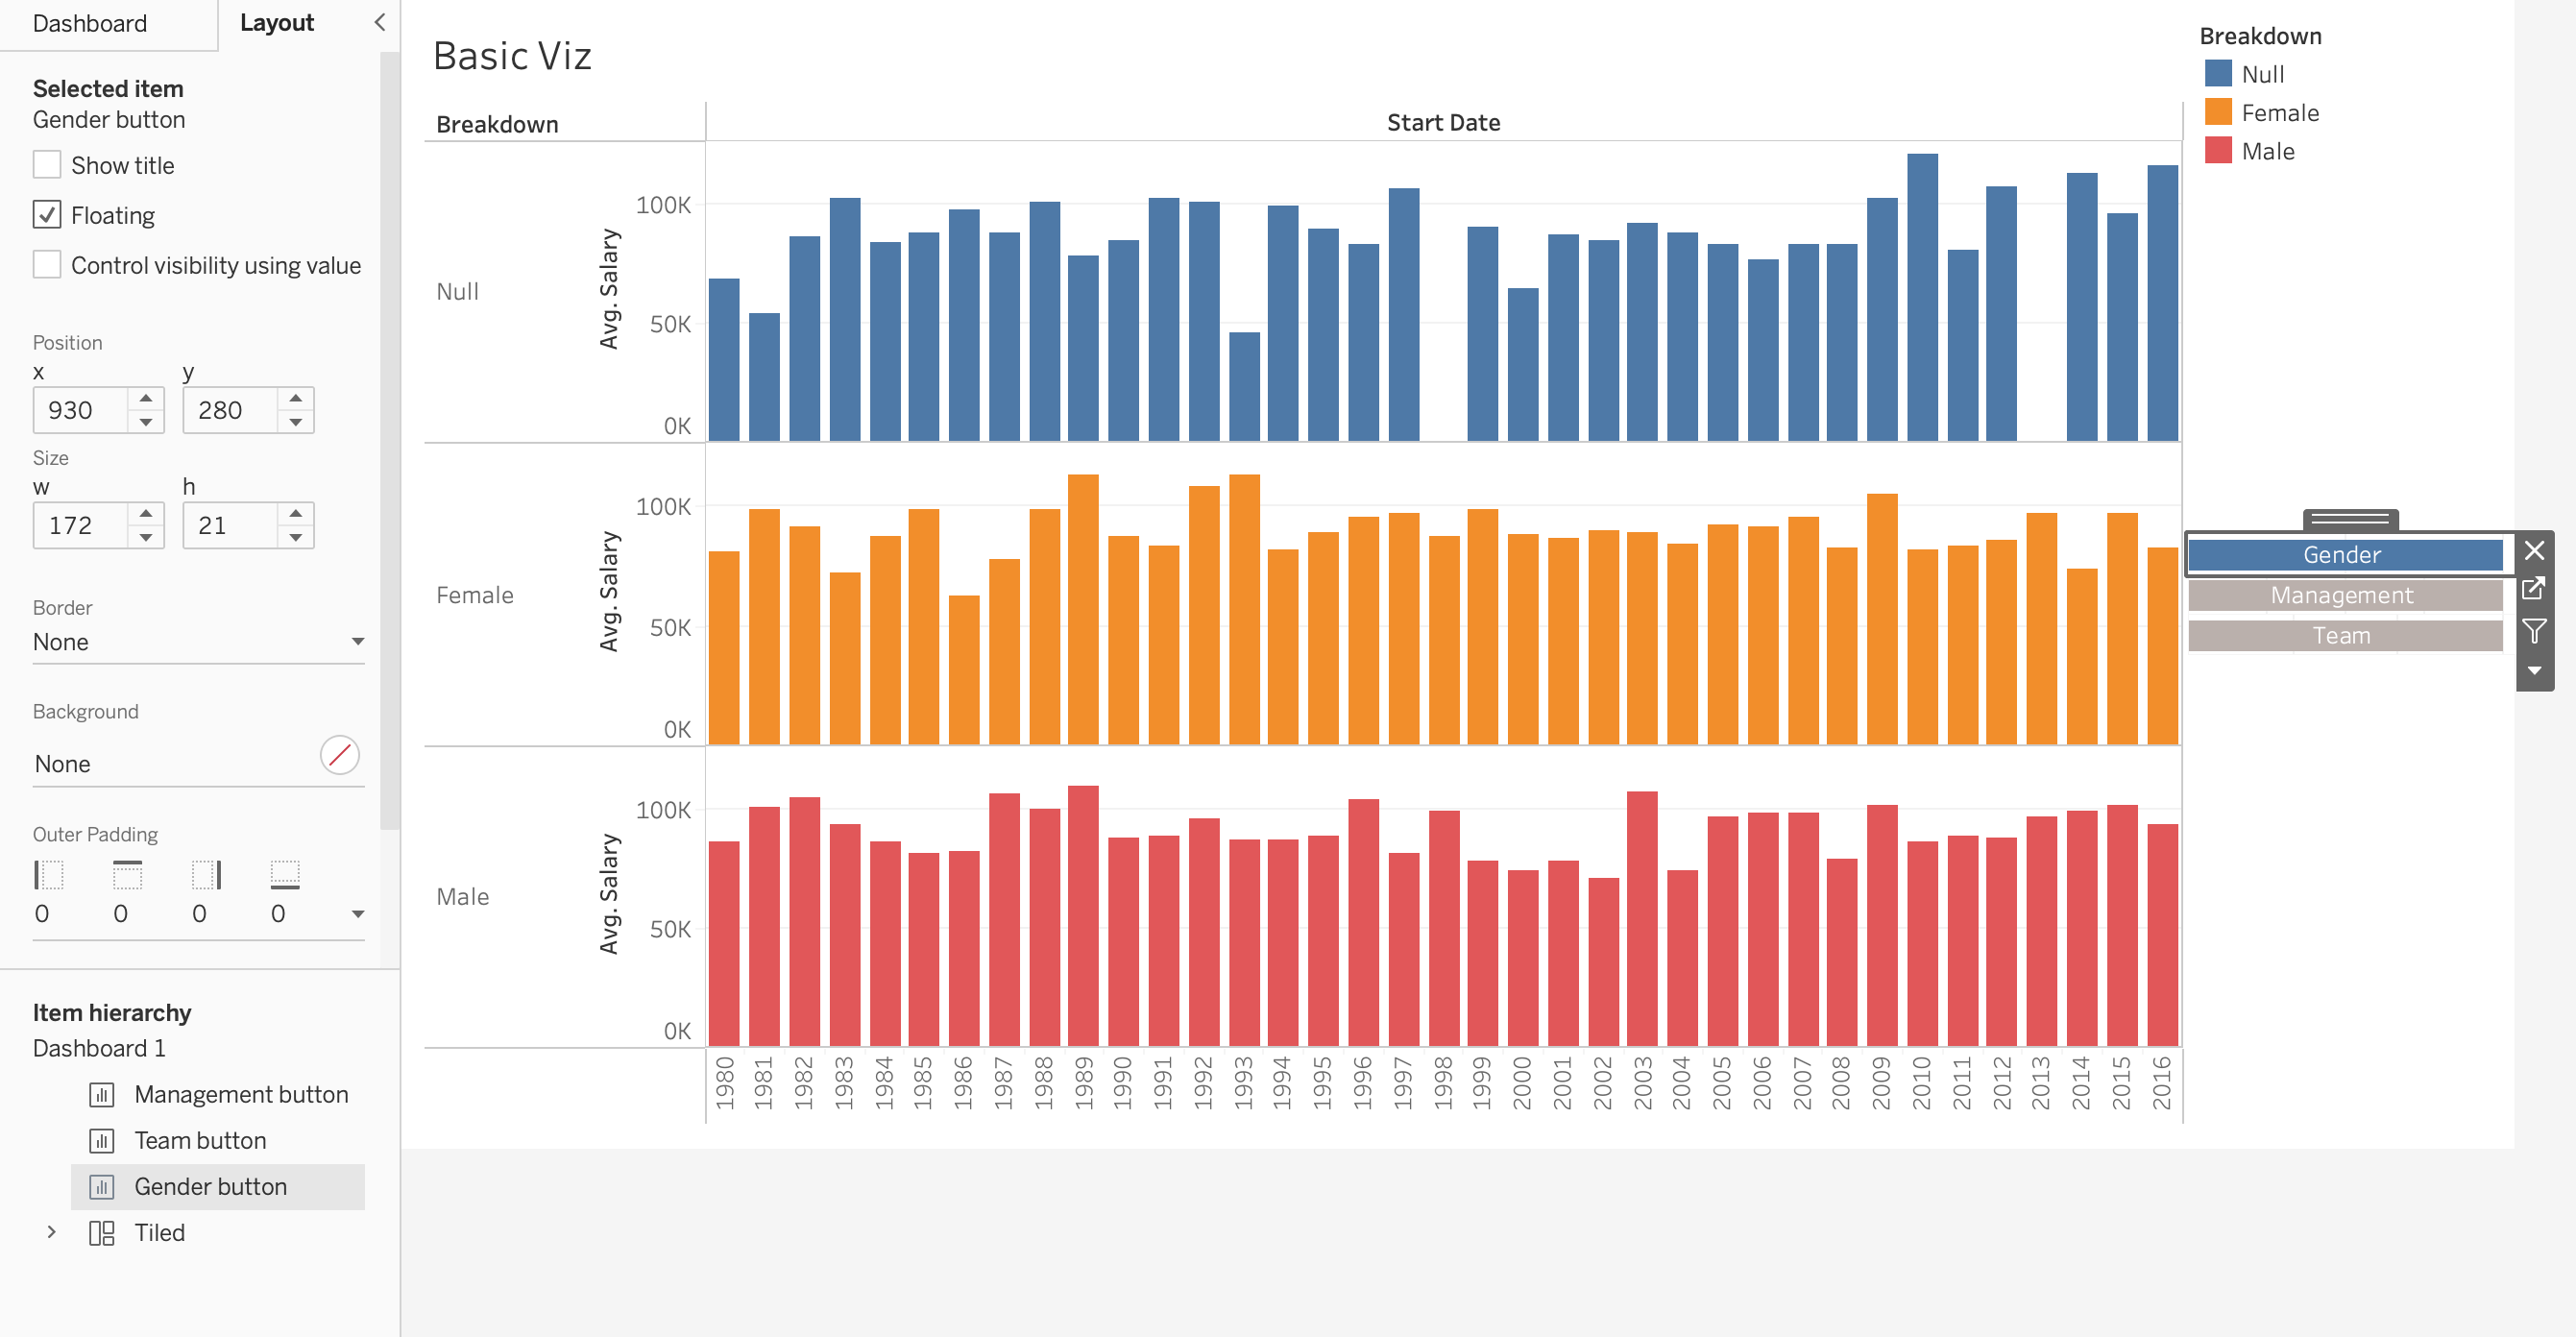 Dashboard
Layout
Selected item
Gender button
Show title
Floating
Control visibility using value
Position
x y
930 280
Size
w h
172 21
Border
None
Background
None
Outer Padding
0 0 0 0
Item hierarchy
Dashboard 1
Management button
Team button
Gender button
Tiled
Basic Viz
Breakdown
Start Date
Null
Avg. Salary
100K
50K
0K
Female
Avg. Salary
100K
50K
0K
Male
Avg. Salary
100K
50K
0K
1980 1981 1982 1983 1984 1985 1986 1987 1988 1989 1990 1991 1992 1993 1994 1995 1996 1997 1998 1999 2000 2001 2002 2003 2004 2005 2006 2007 2008 2009 2010 2011 2012 2013 2014 2015 2016
Breakdown
Null
Female
Male
Gender
Management
Team